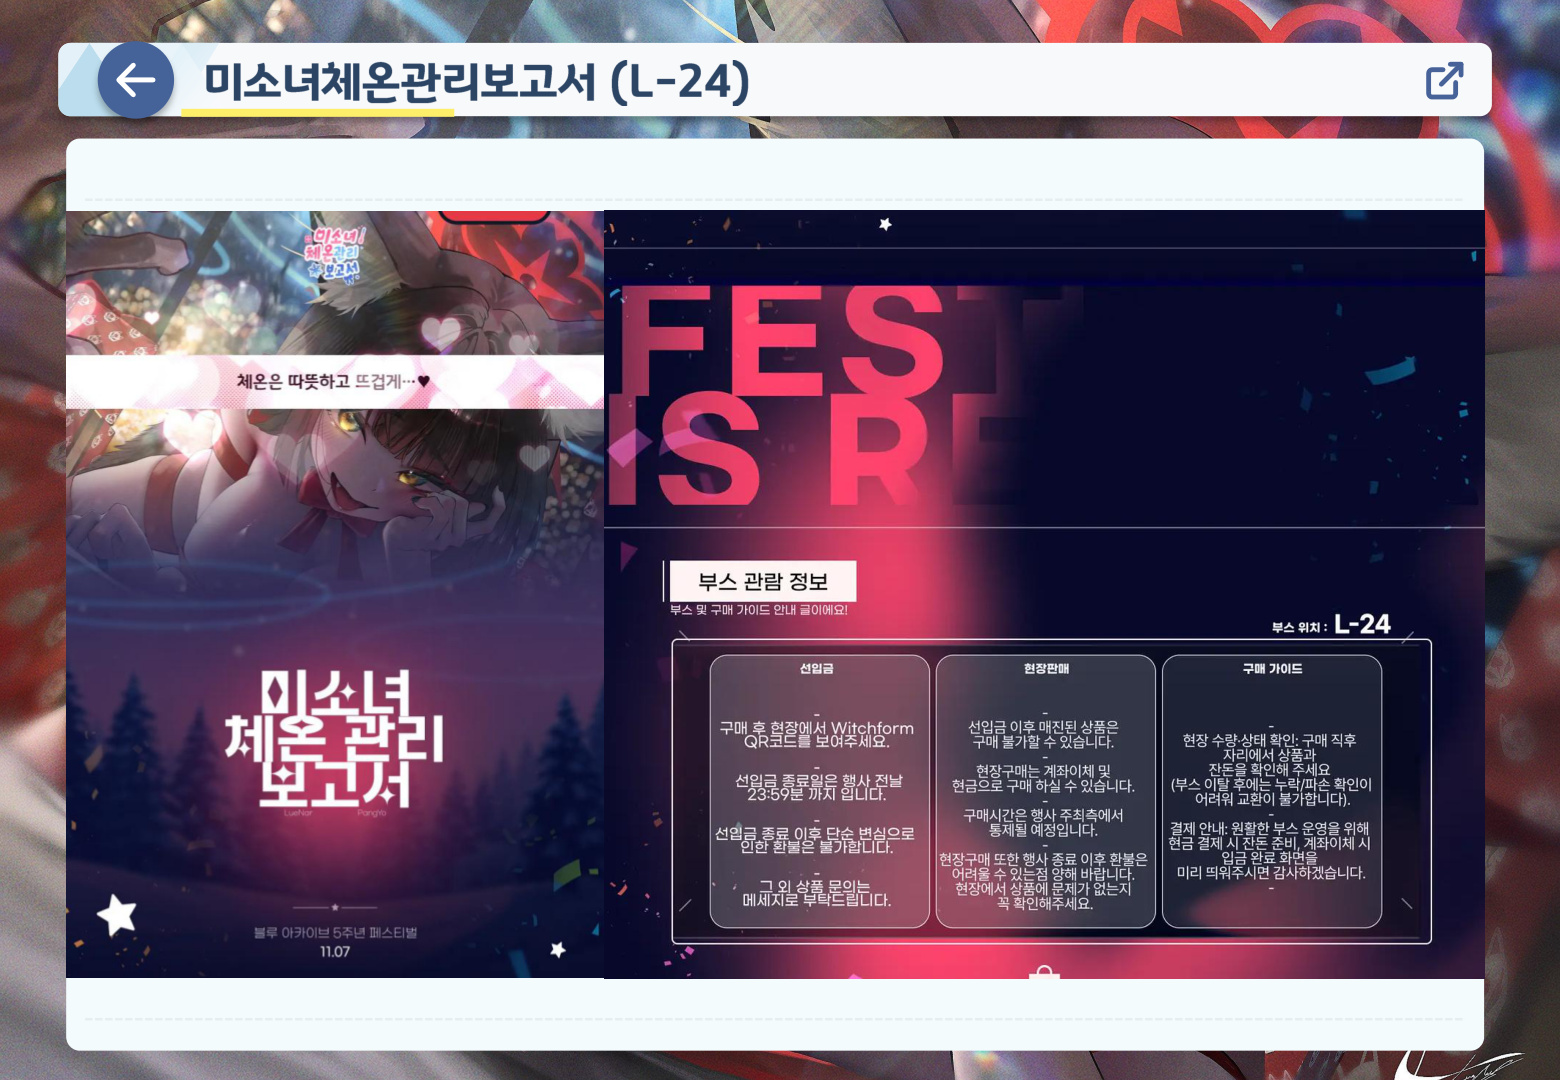 미소녀체온관리보고서 (L-24)
미소녀
체온관리
보고서
체온은 따뜻하고 뜨겁게…♥
미소녀
체온 관리
보고서
LueNar PangYo
블루 아카이브 5주년 페스티벌
11.07
FEST
IS RE
부스 관람 정보
부스 및 구매 가이드 안내 글이에요!
부스 위치 : L-24
선입금
-
구매 후 현장에서 Witchform
QR코드를 보여주세요.
-
선입금 종료일은 행사 전날
23:59분 까지 입니다.
-
선입금 종료 이후 단순 변심으로
인한 환불은 불가합니다.
-
그 외 상품 문의는
메세지로 부탁드립니다.
현장판매
-
선입금 이후 매진된 상품은
구매 불가할 수 있습니다.
-
현장구매는 계좌이체 및
현금으로 구매 하실 수 있습니다.
-
구매시간은 행사 주최측에서
통제될 예정입니다.
-
현장구매 또한 행사 종료 이후 환불은
어려울 수 있는점 양해 바랍니다.
현장에서 상품에 문제가 없는지
꼭 확인해주세요.
구매 가이드
-
현장 수량·상태 확인: 구매 직후
자리에서 상품과
잔돈을 확인해 주세요
(부스 이탈 후에는 누락/파손 확인이
어려워 교환이 불가합니다).
-
결제 안내: 원활한 부스 운영을 위해
현금 결제 시 잔돈 준비, 계좌이체 시
입금 완료 화면을
미리 띄워주시면 감사하겠습니다.
-